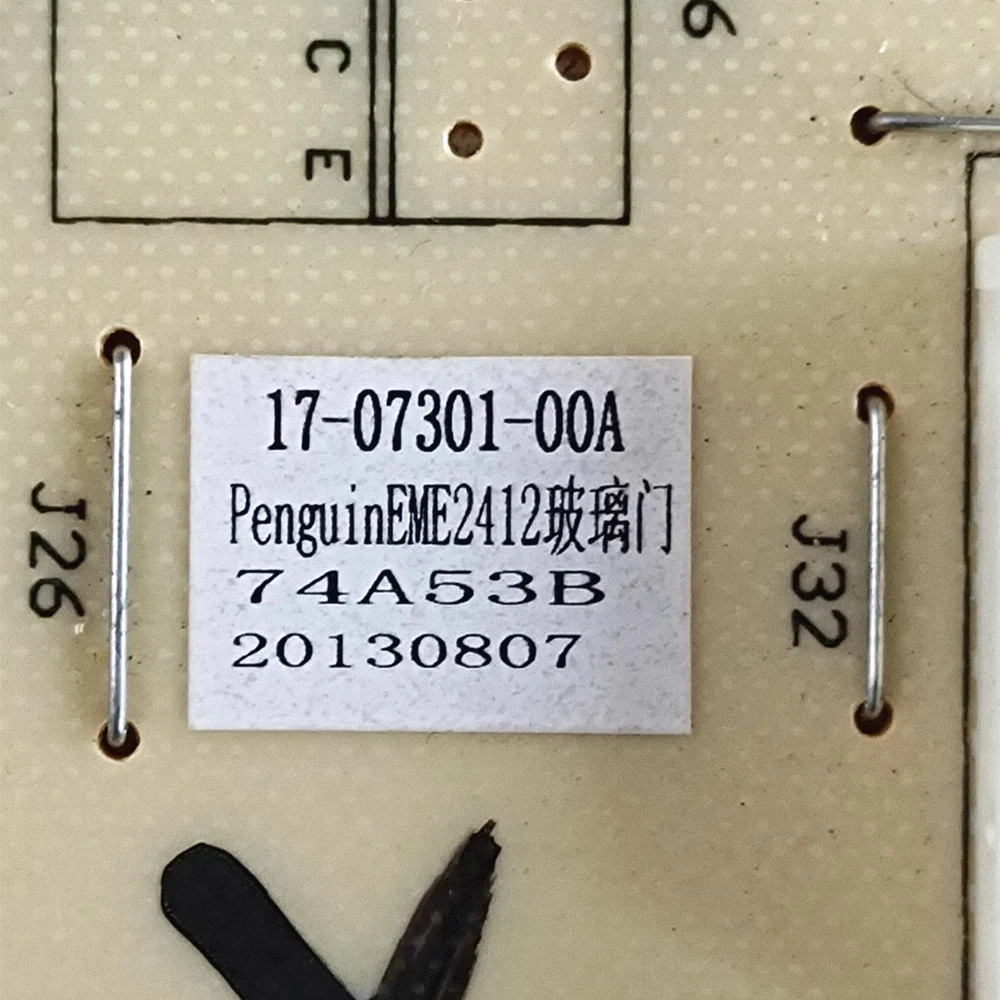 C
E
6
17-07301-00A
PenguinEME2412玻璃门
74A53B
20130807
J26
J32